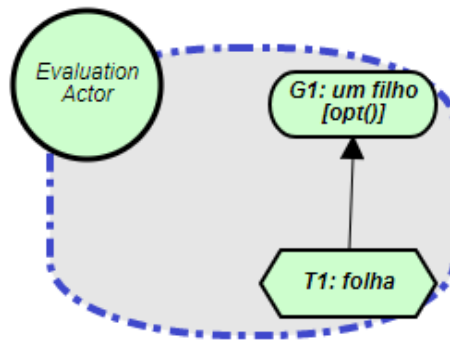 Evaluation
Actor
G1: um filho
[opt()]
T1: folha